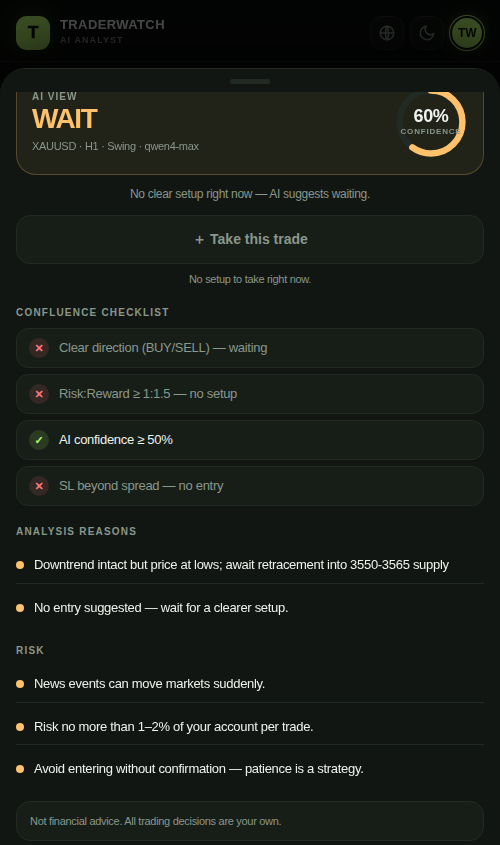 T
TRADERWATCH
AI ANALYST
TW
AI VIEW
WAIT
XAUUSD · H1 · Swing · qwen4-max
60%
CONFIDENCE
No clear setup right now — AI suggests waiting.
+ Take this trade
No setup to take right now.
CONFLUENCE CHECKLIST
✕ Clear direction (BUY/SELL) — waiting
✕ Risk:Reward ≥ 1:1.5 — no setup
✓ AI confidence ≥ 50%
✕ SL beyond spread — no entry
ANALYSIS REASONS
Downtrend intact but price at lows; await retracement into 3550-3565 supply
No entry suggested — wait for a clearer setup.
RISK
News events can move markets suddenly.
Risk no more than 1–2% of your account per trade.
Avoid entering without confirmation — patience is a strategy.
Not financial advice. All trading decisions are your own.